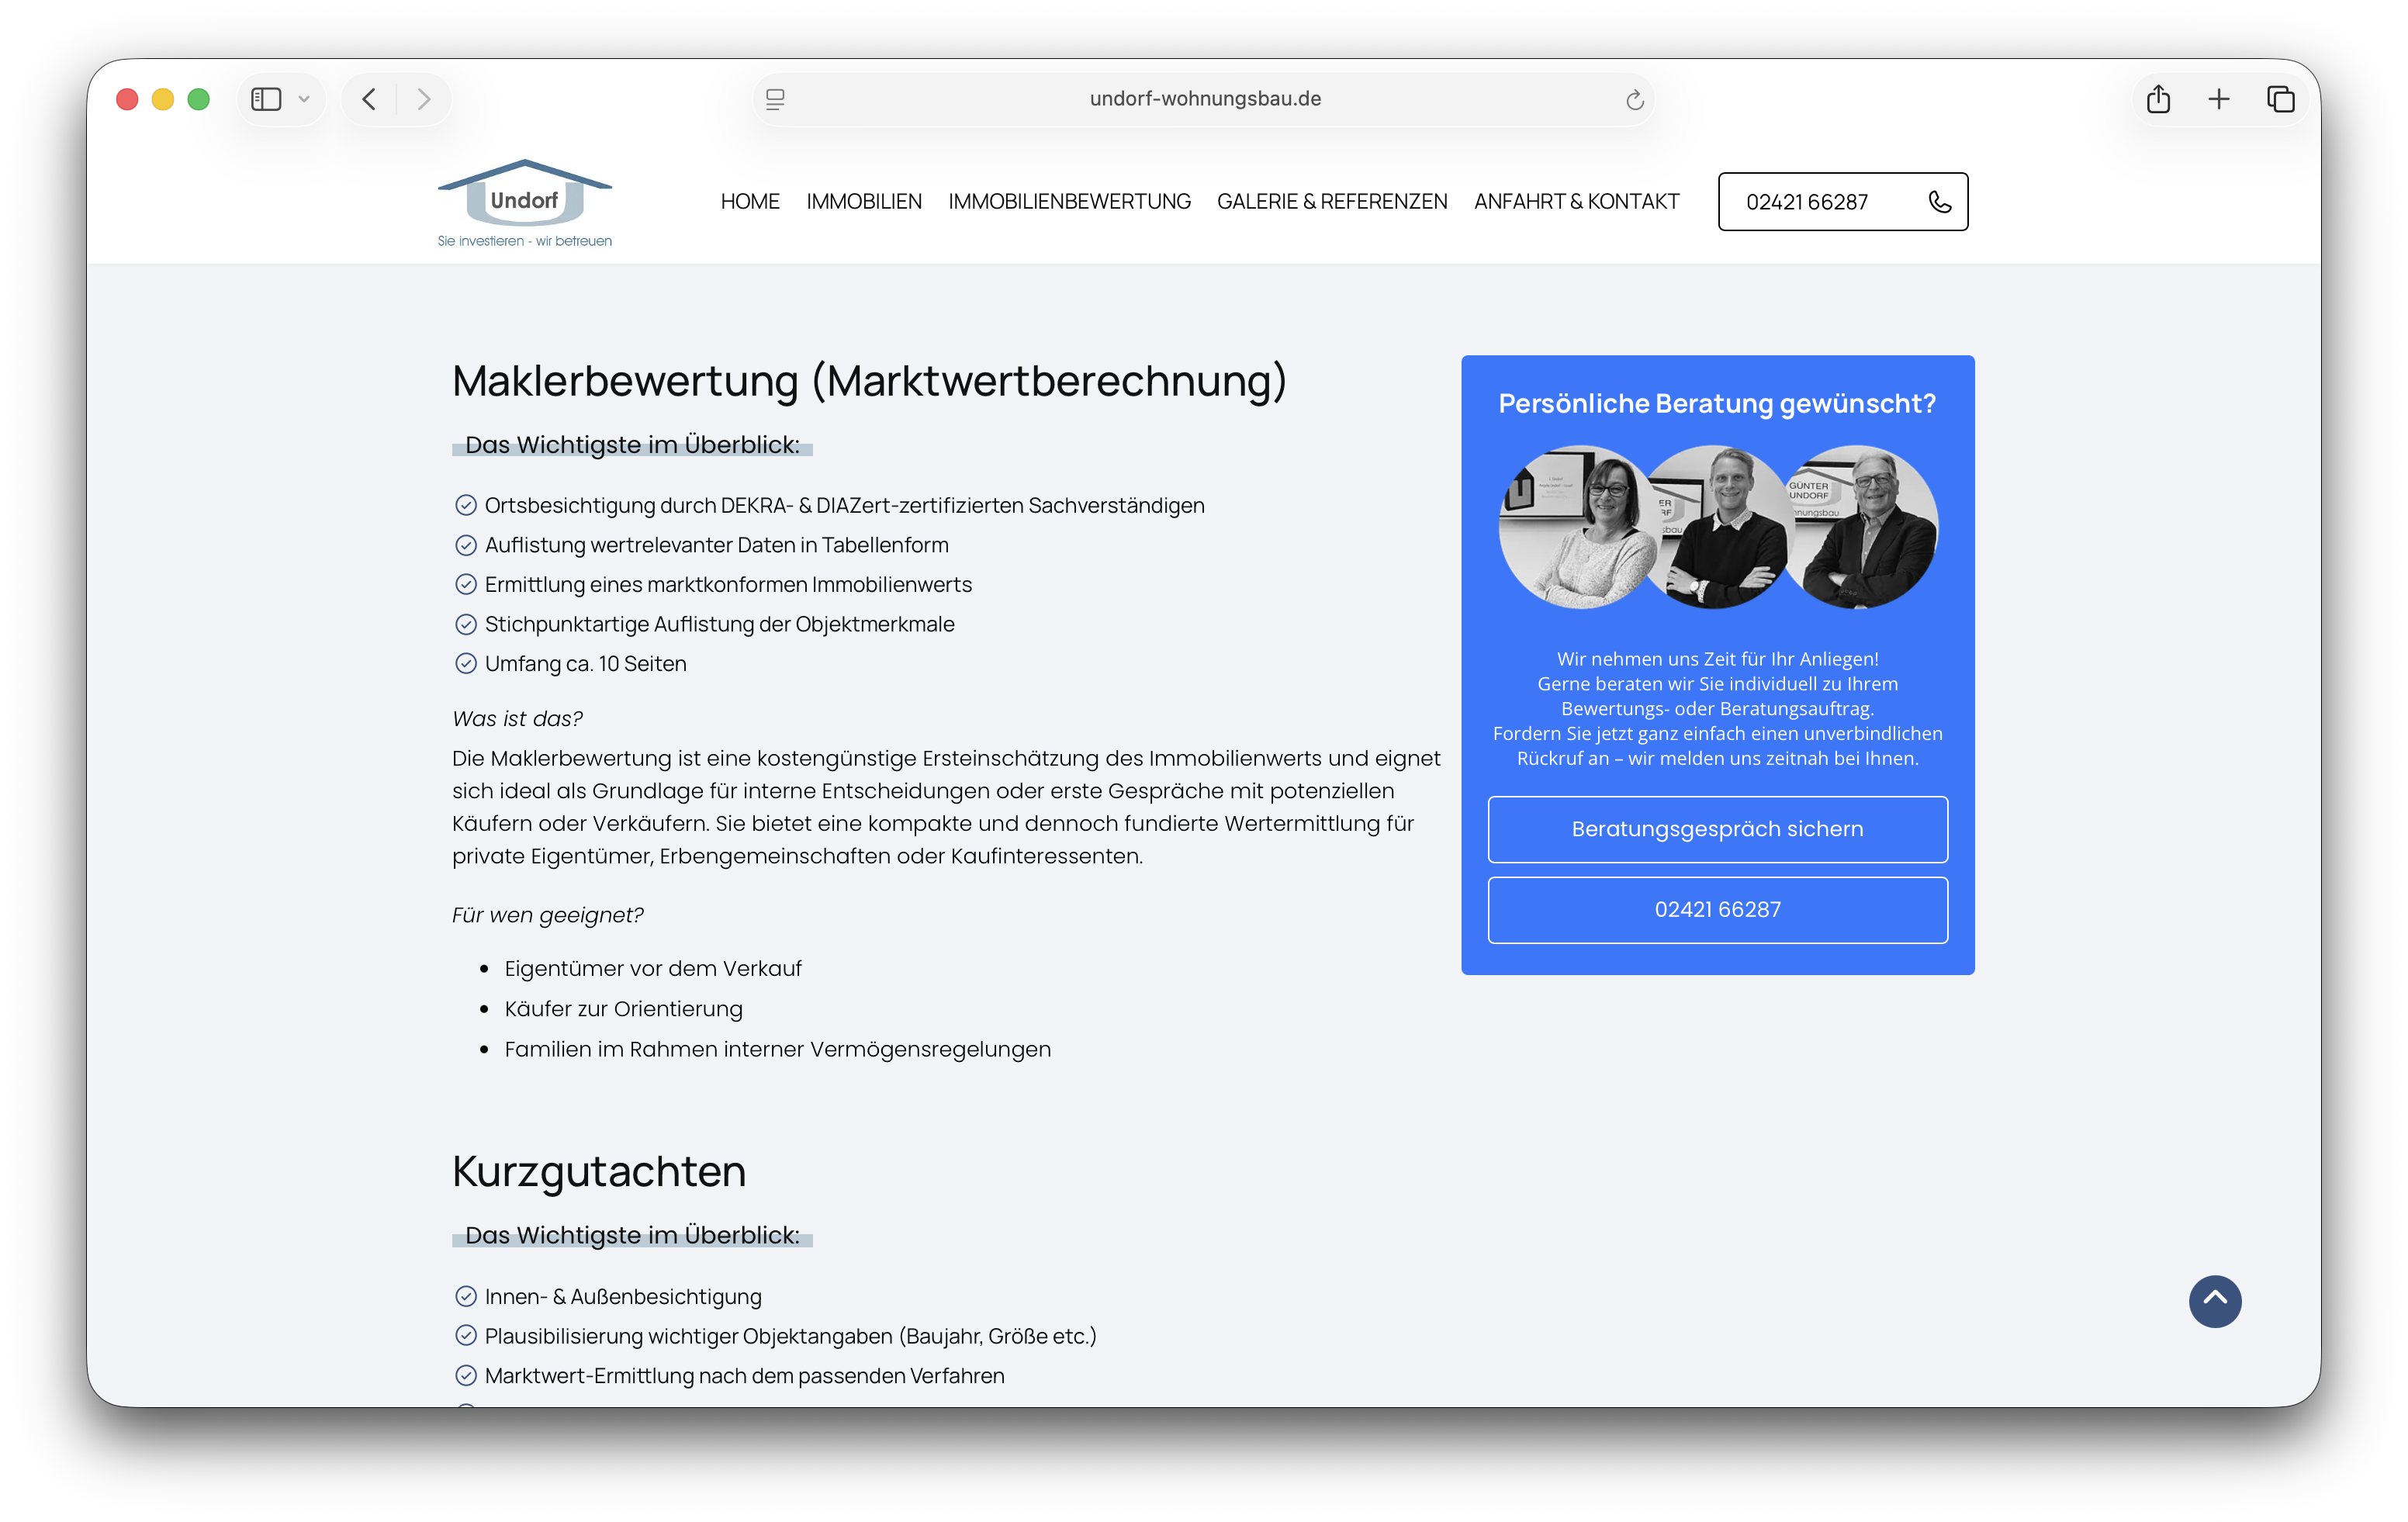 undorf-wohnungsbau.de
Undorf
Sie investieren - wir betreuen
HOME
IMMOBILIEN
IMMOBILIENBEWERTUNG
GALERIE & REFERENZEN
ANFAHRT & KONTAKT
02421 66287
Maklerbewertung (Marktwertberechnung)
Das Wichtigste im Überblick:
Ortsbesichtigung durch DEKRA- & DIAZert-zertifizierten Sachverständigen
Auflistung wertrelevanter Daten in Tabellenform
Ermittlung eines marktkonformen Immobilienwerts
Stichpunktartige Auflistung der Objektmerkmale
Umfang ca. 10 Seiten
Was ist das?
Die Maklerbewertung ist eine kostengünstige Ersteinschätzung des Immobilienwerts und eignet
sich ideal als Grundlage für interne Entscheidungen oder erste Gespräche mit potenziellen
Käufern oder Verkäufern. Sie bietet eine kompakte und dennoch fundierte Wertermittlung für
private Eigentümer, Erbengemeinschaften oder Kaufinteressenten.
Für wen geeignet?
Eigentümer vor dem Verkauf
Käufer zur Orientierung
Familien im Rahmen interner Vermögensregelungen
Kurzgutachten
Das Wichtigste im Überblick:
Innen- & Außenbesichtigung
Plausibilisierung wichtiger Objektangaben (Baujahr, Größe etc.)
Marktwert-Ermittlung nach dem passenden Verfahren
Persönliche Beratung gewünscht?
GÜNTER
UNDORF
Wir nehmen uns Zeit für Ihr Anliegen!
Gerne beraten wir Sie individuell zu Ihrem
Bewertungs- oder Beratungsauftrag.
Fordern Sie jetzt ganz einfach einen unverbindlichen
Rückruf an – wir melden uns zeitnah bei Ihnen.
Beratungsgespräch sichern
02421 66287